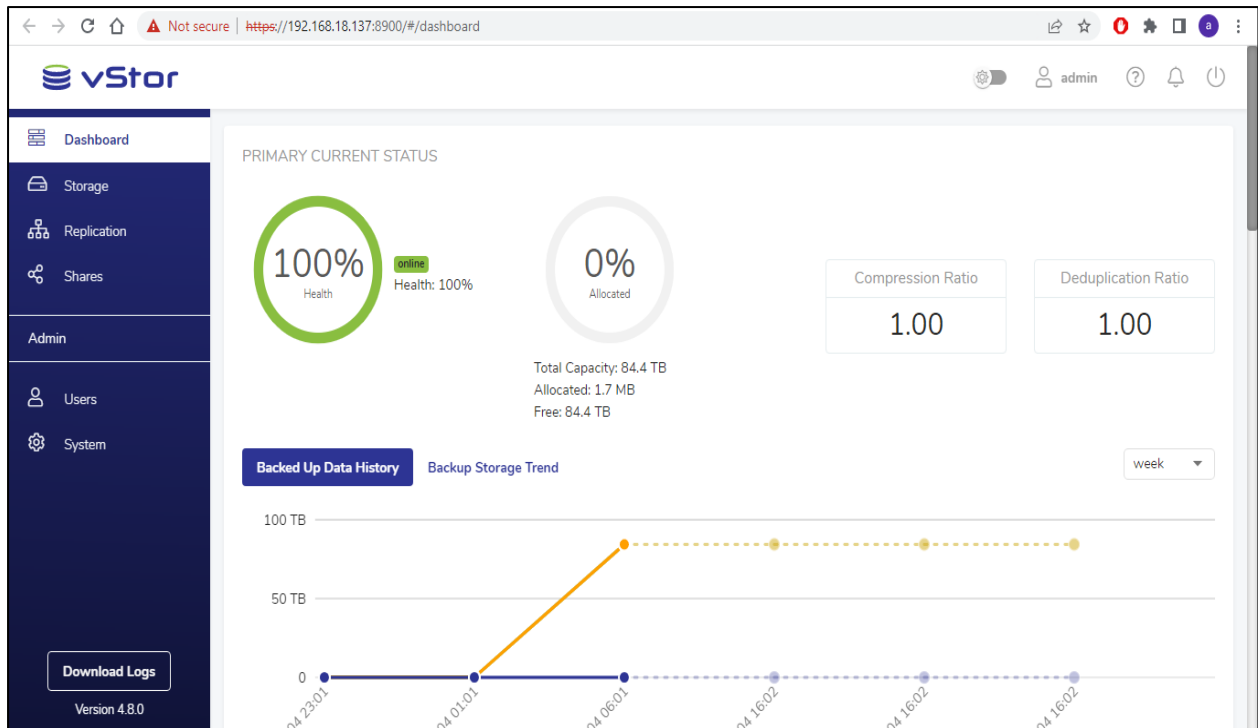 Not secure | https://192.168.18.137:8900/#/dashboard
a
vStor
admin
?
Dashboard
Storage
Replication
Shares
Admin
Users
System
Download Logs
Version 4.8.0
PRIMARY CURRENT STATUS
100%
Health
online
Health: 100%
0%
Allocated
Total Capacity: 84.4 TB
Allocated: 1.7 MB
Free: 84.4 TB
Compression Ratio
1.00
Deduplication Ratio
1.00
Backed Up Data History
Backup Storage Trend
week
100 TB
50 TB
0
04 23:01
04 01:01
04 06:01
04 16:02
04 16:02
04 16:02